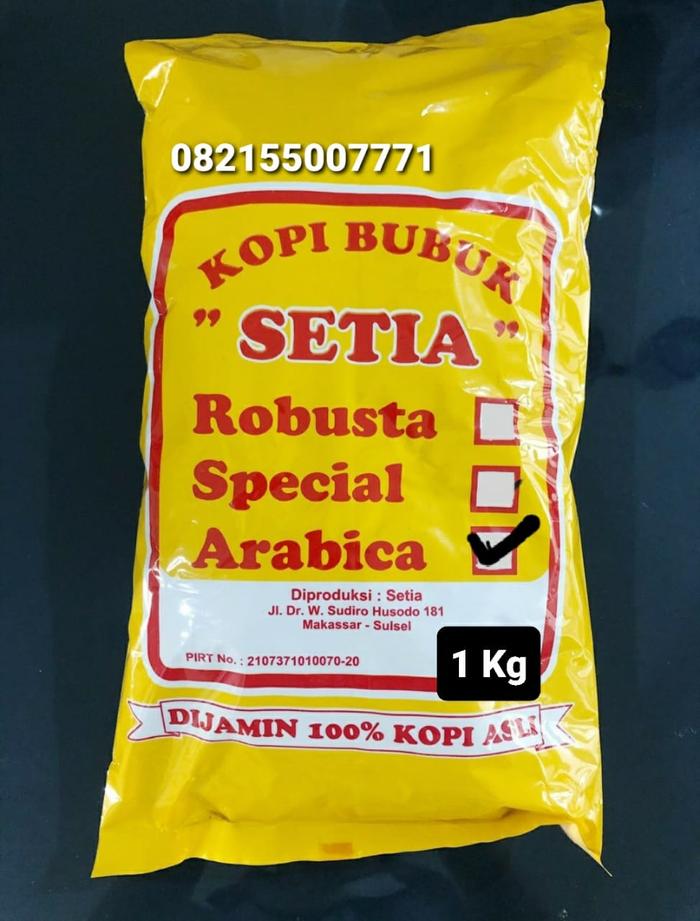 082155007771
KOPI BUBUK
" SETIA "
Robusta
Special
Arabica
Diproduksi : Setia
Jl. Dr. W. Sudiro Husodo 181
Makassar - Sulsel
PIRT No. : 2107371010070-20
1 Kg
DIJAMIN 100% KOPI ASLI